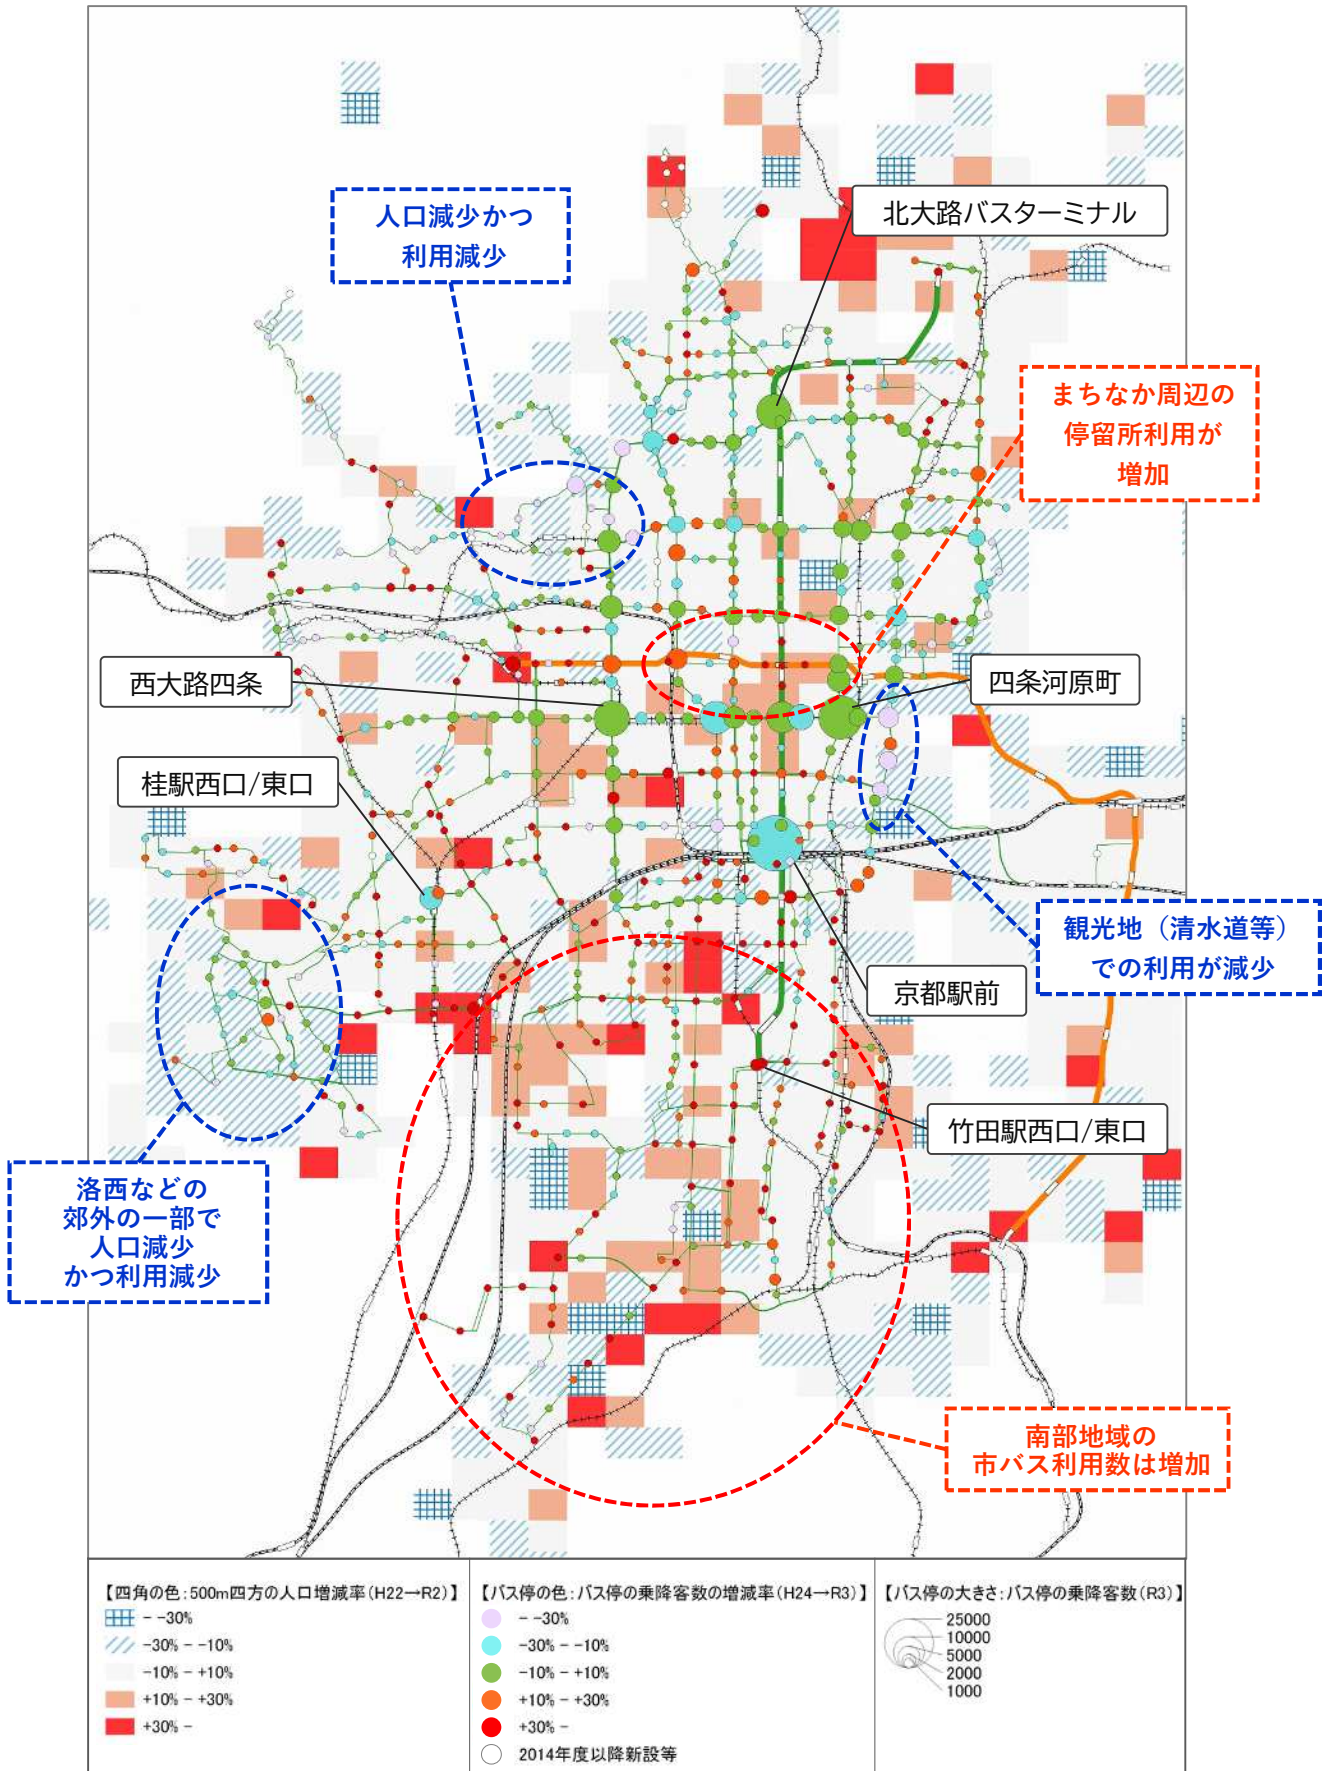 人口減少かつ
利用減少
北大路バスターミナル
まちなか周辺の
停留所利用が
増加
西大路四条
四条河原町
桂駅西口/東口
観光地（清水道等）
での利用が減少
京都駅前
竹田駅西口/東口
洛西などの
郊外の一部で
人口減少
かつ利用減少
南部地域の
市バス利用数は増加
【四角の色:500m四方の人口増減率(H22→R2)】
- -30%
-30% - -10%
-10% - +10%
+10% - +30%
+30% -
【バス停の色:バス停の乗降客数の増減率(H24→R3)】
- -30%
-30% - -10%
-10% - +10%
+10% - +30%
+30% -
2014年度以降新設等
【バス停の大きさ:バス停の乗降客数(R3)】
25000
10000
5000
2000
1000